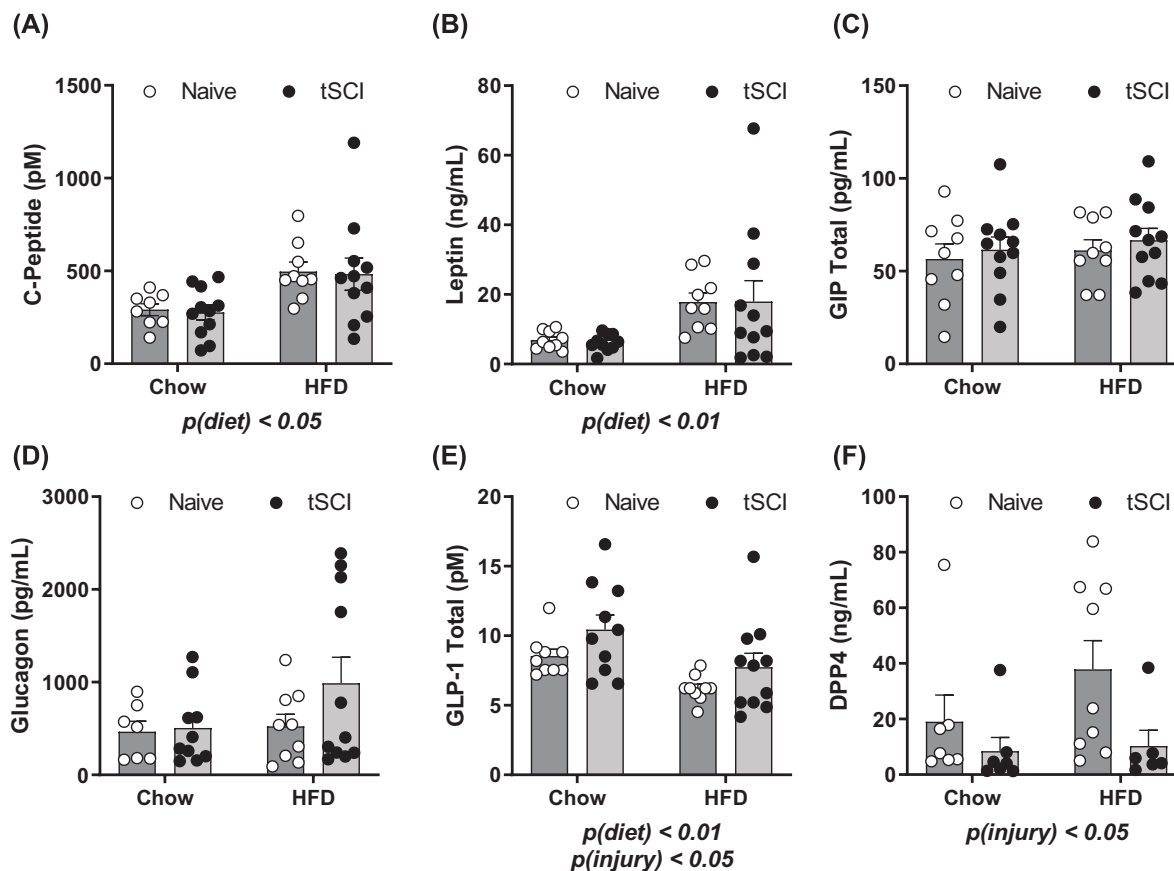 (A)
1500
1000
500
0
C-Peptide (pM)
Naive
tSCI
Chow
HFD
p(diet) < 0.05
(B)
80
60
40
20
0
Leptin (ng/mL)
Naive
tSCI
Chow
HFD
p(diet) < 0.01
(C)
150
100
50
0
GIP Total (pg/mL)
Naive
tSCI
Chow
HFD
(D)
3000
2000
1000
0
Glucagon (pg/mL)
Naive
tSCI
Chow
HFD
(E)
20
15
10
5
0
GLP-1 Total (pM)
Naive
tSCI
Chow
HFD
p(diet) < 0.01
p(injury) < 0.05
(F)
100
80
60
40
20
0
DPP4 (ng/mL)
Naive
tSCI
Chow
HFD
p(injury) < 0.05